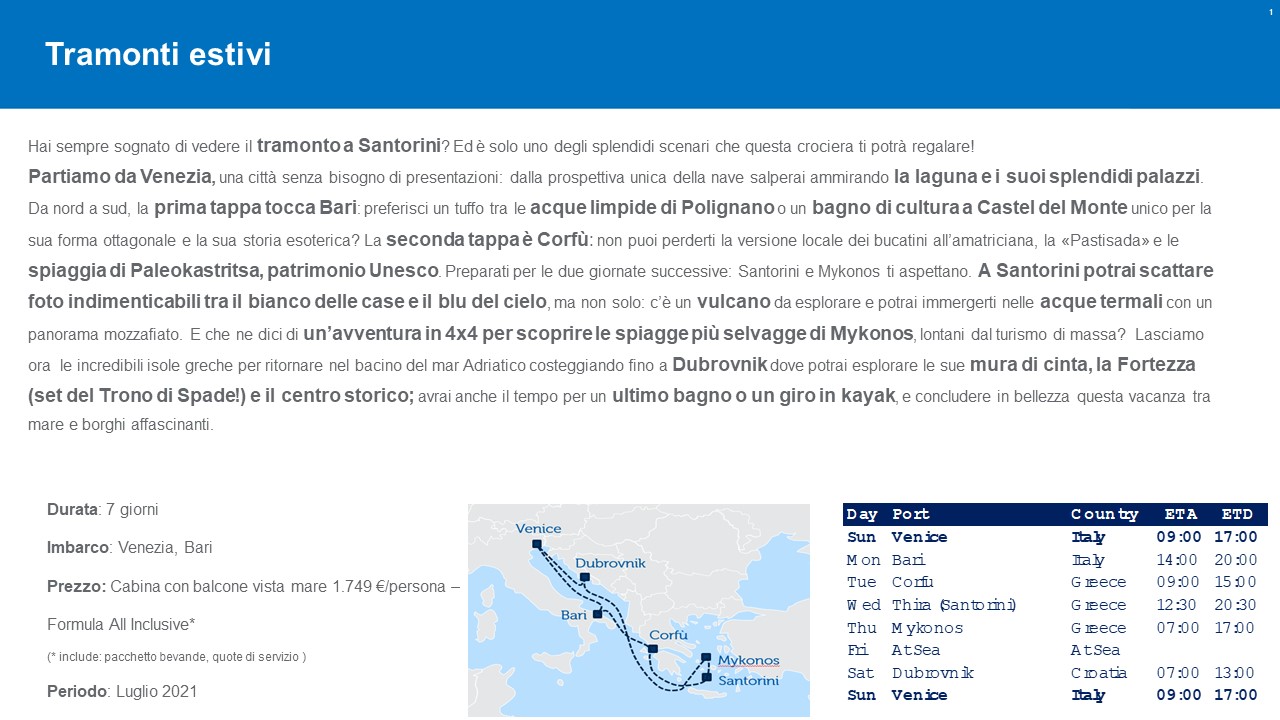 1
Tramonti estivi
Hai sempre sognato di vedere il tramonto a Santorini? Ed è solo uno degli splendidi scenari che questa crociera ti potrà regalare!
Partiamo da Venezia, una città senza bisogno di presentazioni: dalla prospettiva unica della nave salperai ammirando la laguna e i suoi splendidi palazzi.
Da nord a sud, la prima tappa tocca Bari: preferisci un tuffo tra le acque limpide di Polignano o un bagno di cultura a Castel del Monte unico per la
sua forma ottagonale e la sua storia esoterica? La seconda tappa è Corfù: non puoi perderti la versione locale dei bucatini all’amatriciana, la «Pastisada» e le
spiaggia di Paleokastritsa, patrimonio Unesco. Preparati per le due giornate successive: Santorini e Mykonos ti aspettano. A Santorini potrai scattare
foto indimenticabili tra il bianco delle case e il blu del cielo, ma non solo: c’è un vulcano da esplorare e potrai immergerti nelle acque termali con un
panorama mozzafiato. E che ne dici di un’avventura in 4x4 per scoprire le spiagge più selvagge di Mykonos, lontani dal turismo di massa? Lasciamo
ora le incredibili isole greche per ritornare nel bacino del mar Adriatico costeggiando fino a Dubrovnik dove potrai esplorare le sue mura di cinta, la Fortezza
(set del Trono di Spade!) e il centro storico; avrai anche il tempo per un ultimo bagno o un giro in kayak, e concludere in bellezza questa vacanza tra
mare e borghi affascinanti.
Durata: 7 giorni
Imbarco: Venezia, Bari
Prezzo: Cabina con balcone vista mare 1.749 €/persona –
Formula All Inclusive*
(* include: pacchetto bevande, quote di servizio )
Periodo: Luglio 2021
Venice
Dubrovnik
Bari
Corfù
Mykonos
Santorini
Day Port Country ETA ETD
Sun Venice Italy 09:00 17:00
Mon Bari Italy 14:00 20:00
Tue Corfu Greece 09:00 15:00
Wed Thira (Santorini) Greece 12:30 20:30
Thu Mykonos Greece 07:00 17:00
Fri At Sea At Sea
Sat Dubrovnik Croatia 07:00 13:00
Sun Venice Italy 09:00 17:00